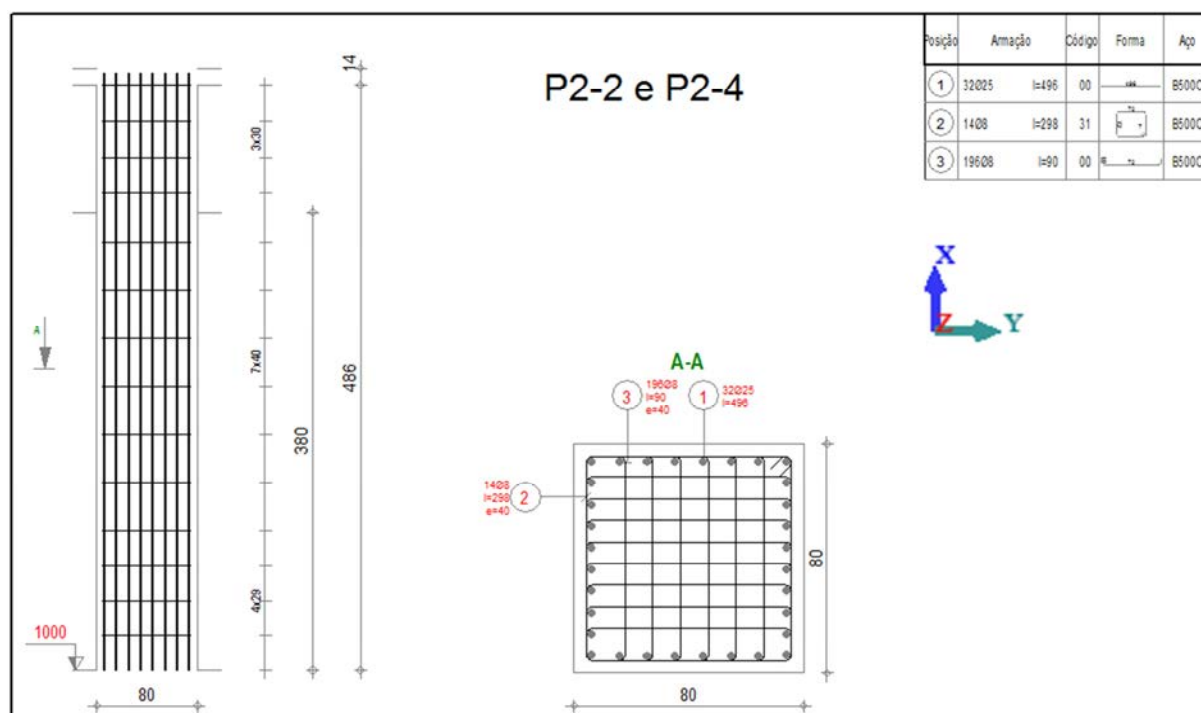 P2-2 e P2-4
Posição Armação Código Forma Aço
1 32Ø25 l=496 00 B500C
2 14Ø8 l=298 31 B500C
3 196Ø8 l=90 00 B500C
14
3x30
7x40
4x29
486
380
A
1000
80
X
Z Y
A-A
3 196Ø8
l=90
e=40
1 32Ø25
l=496
14Ø8
l=298
e=40
2
80
80